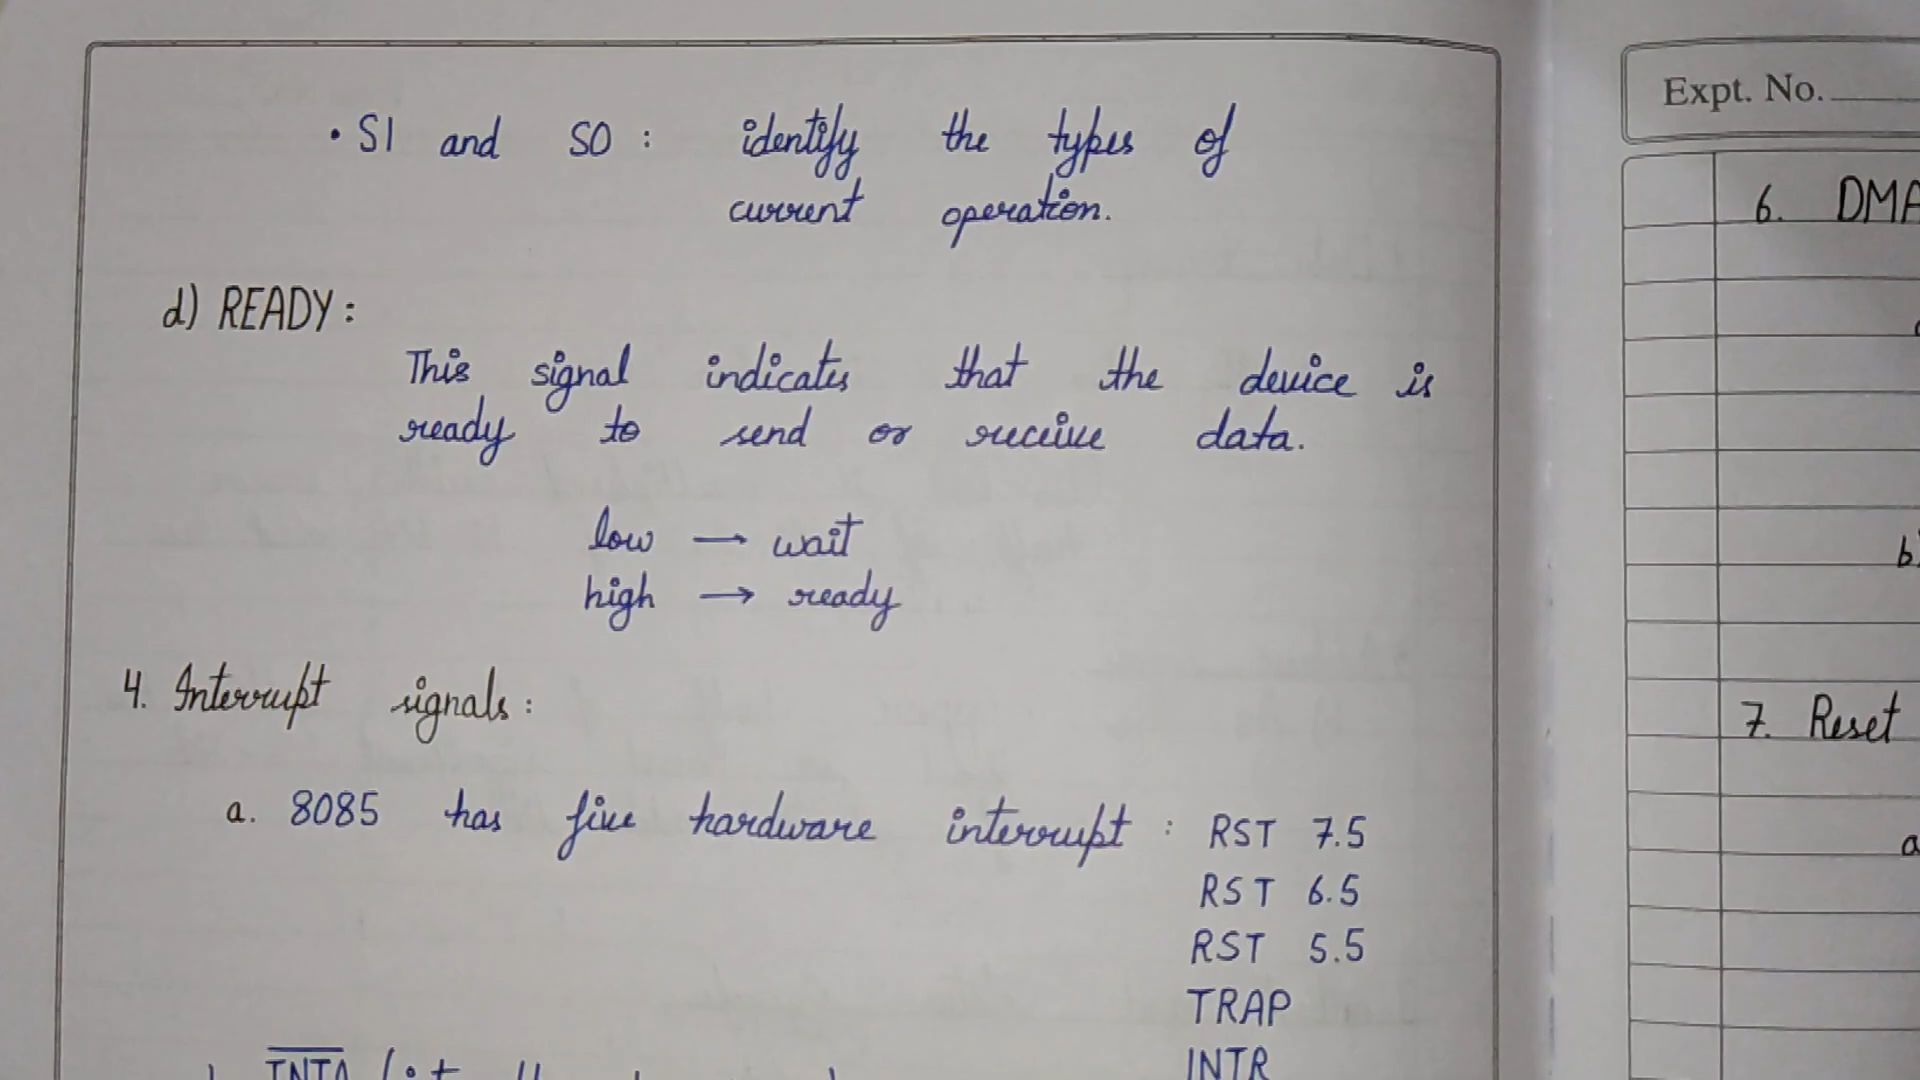 • S1 and S0 : identify the types of
current operation.
d) READY :
This signal indicates that the device is
ready to send or receive data.
low → wait
high → ready
4. Interrupt signals :
a. 8085 has five hardware interrupt : RST 7.5
RST 6.5
RST 5.5
TRAP
INTR
INTA
Expt. No.
6. DMA
b)
7. Reset
a